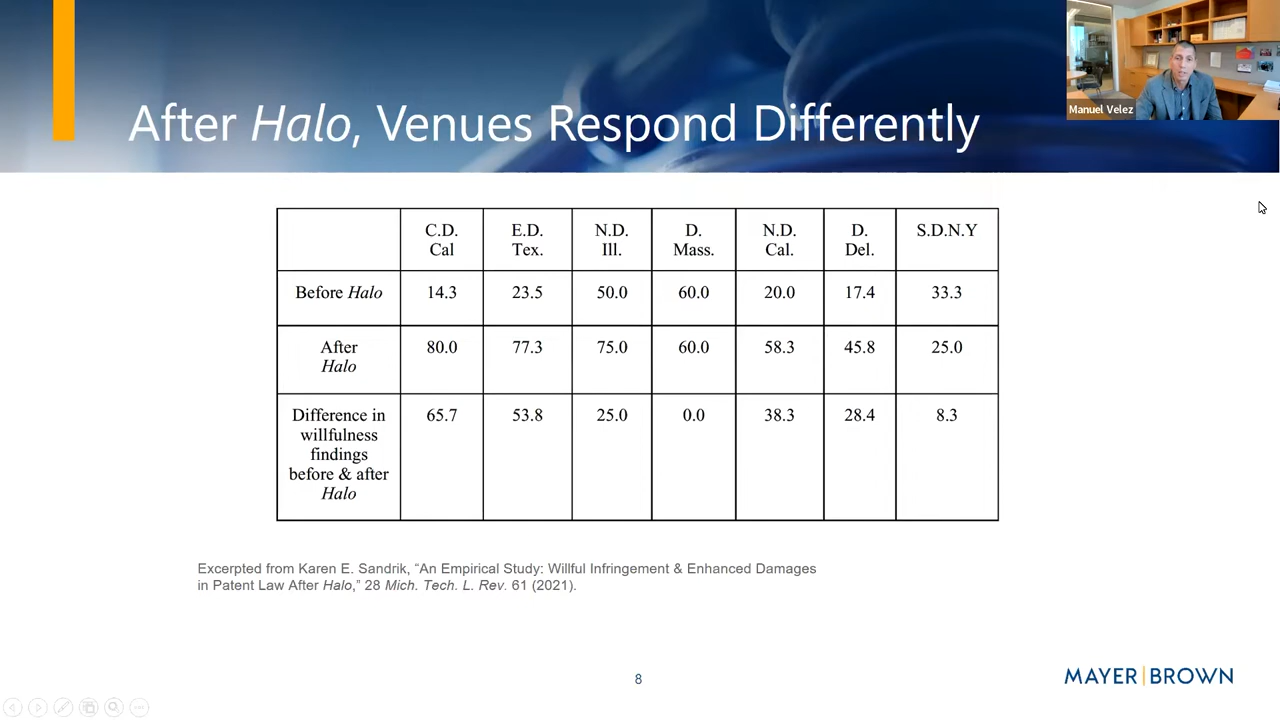 Manuel Velez
After Halo, Venues Respond Differently
C.D. Cal E.D. Tex. N.D. Ill. D. Mass. N.D. Cal. D. Del. S.D.N.Y
Before Halo 14.3 23.5 50.0 60.0 20.0 17.4 33.3
After Halo 80.0 77.3 75.0 60.0 58.3 45.8 25.0
Difference in willfulness findings before & after Halo 65.7 53.8 25.0 0.0 38.3 28.4 8.3
Excerpted from Karen E. Sandrik, “An Empirical Study: Willful Infringement & Enhanced Damages
in Patent Law After Halo,” 28 Mich. Tech. L. Rev. 61 (2021).
8
MAYER|BROWN